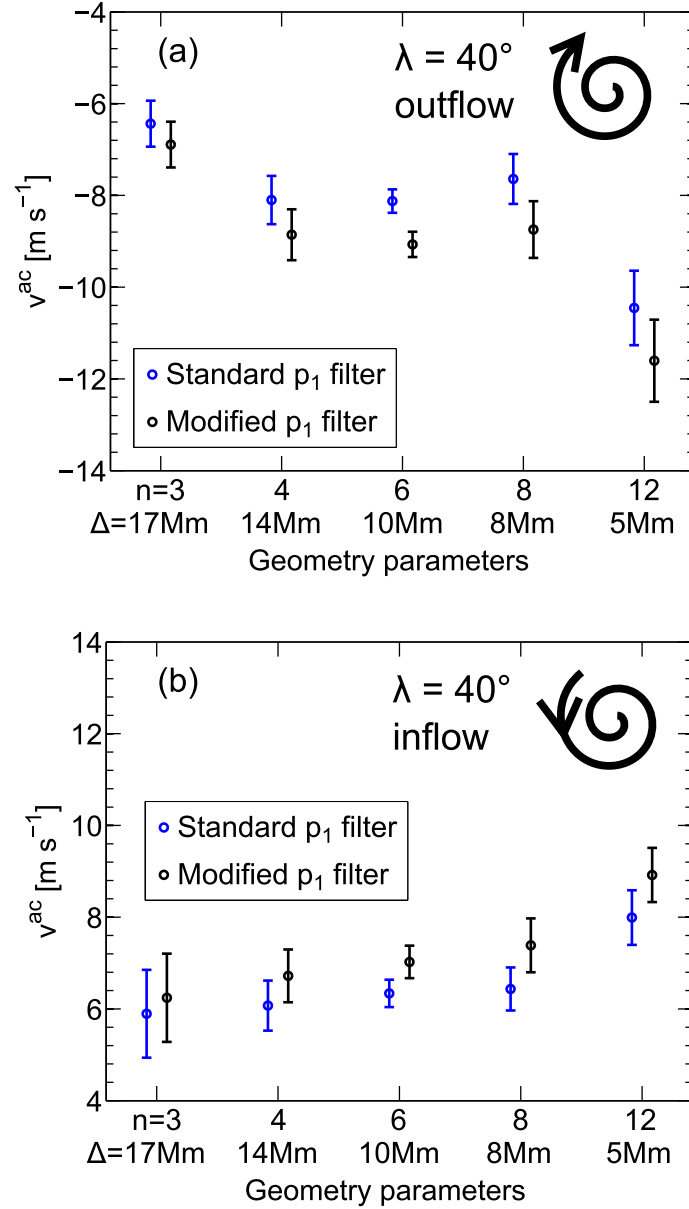 −4
−6
−8
−10
−12
−14
v^ac [m s⁻¹]
(a)
λ = 40°
outflow
Standard p₁ filter
Modified p₁ filter
n=3 4 6 8 12
Δ=17Mm 14Mm 10Mm 8Mm 5Mm
Geometry parameters
14
12
10
8
6
4
v^ac [m s⁻¹]
(b)
λ = 40°
inflow
Standard p₁ filter
Modified p₁ filter
n=3 4 6 8 12
Δ=17Mm 14Mm 10Mm 8Mm 5Mm
Geometry parameters